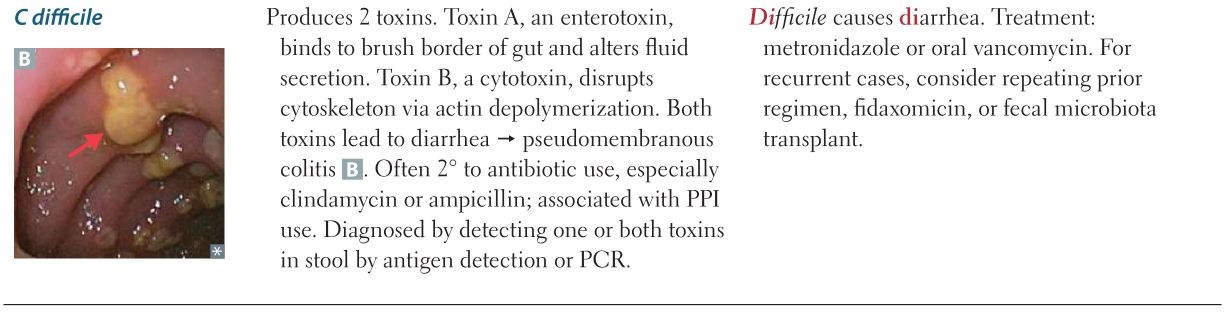 C difficile
B
*
Produces 2 toxins. Toxin A, an enterotoxin,
binds to brush border of gut and alters fluid
secretion. Toxin B, a cytotoxin, disrupts
cytoskeleton via actin depolymerization. Both
toxins lead to diarrhea → pseudomembranous
colitis B. Often 2° to antibiotic use, especially
clindamycin or ampicillin; associated with PPI
use. Diagnosed by detecting one or both toxins
in stool by antigen detection or PCR.
Difficile causes diarrhea. Treatment:
metronidazole or oral vancomycin. For
recurrent cases, consider repeating prior
regimen, fidaxomicin, or fecal microbiota
transplant.